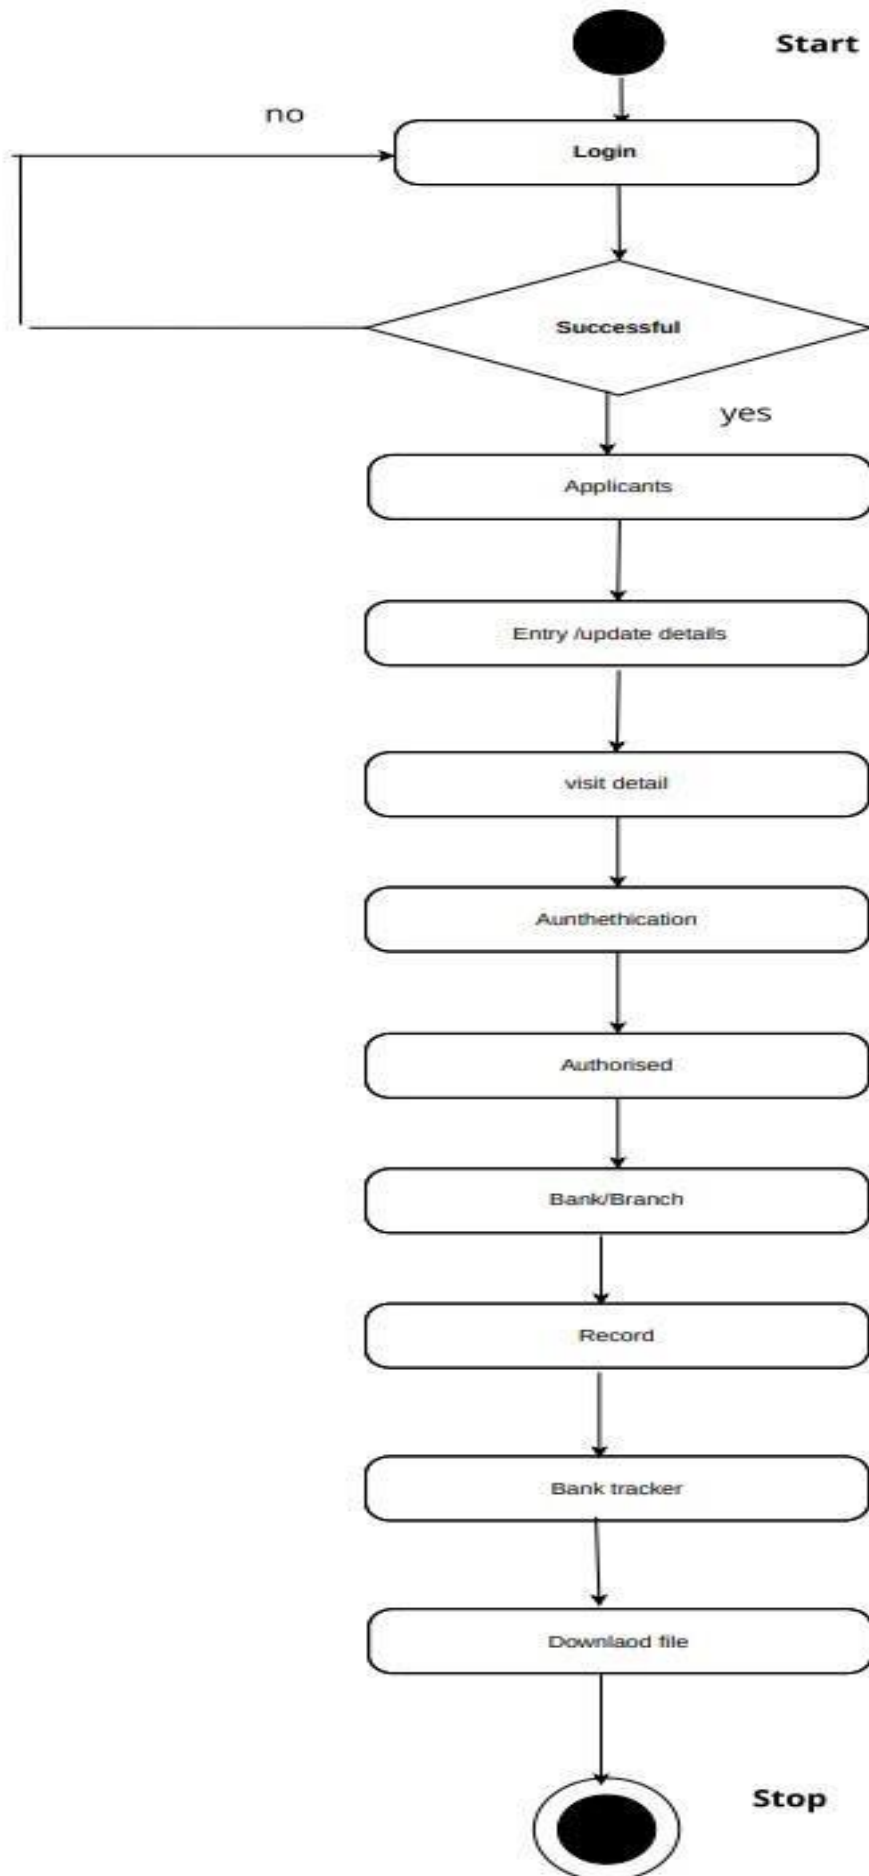 Start
no
Login
Successful
yes
Applicants
Entry /update details
visit detail
Aunthethication
Authorised
Bank/Branch
Record
Bank tracker
Downlaod file
Stop